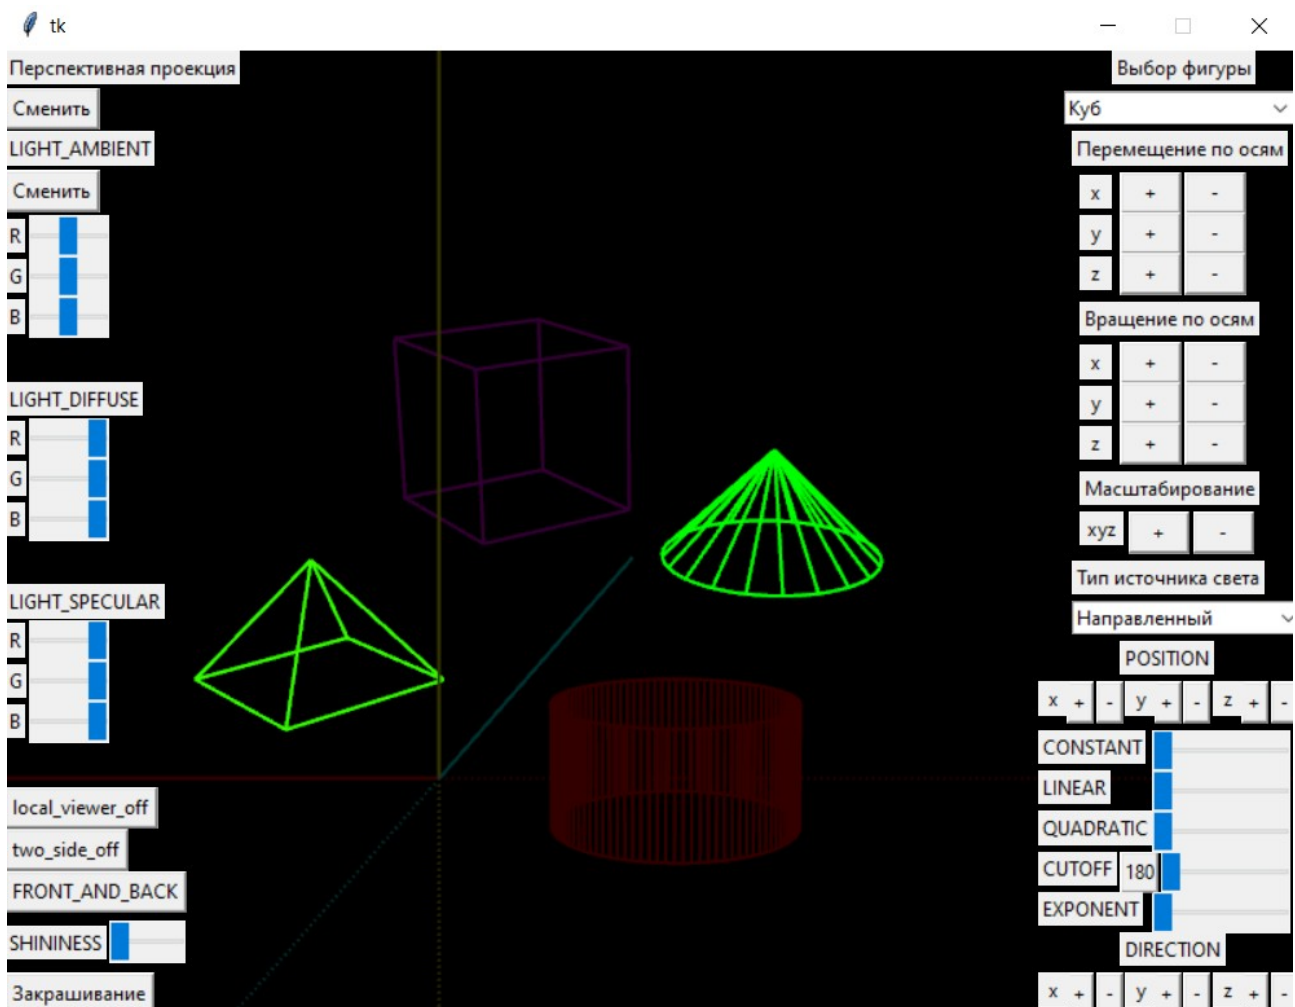 tk
Перспективная проекция
Сменить
LIGHT_AMBIENT
Сменить
R
G
B
LIGHT_DIFFUSE
R
G
B
LIGHT_SPECULAR
R
G
B
local_viewer_off
two_side_off
FRONT_AND_BACK
SHININESS
Закрашивание
Выбор фигуры
Куб
Перемещение по осям
x + -
y + -
z + -
Вращение по осям
x + -
y + -
z + -
Масштабирование
xyz + -
Тип источника света
Направленный
POSITION
x + - y + - z + -
CONSTANT
LINEAR
QUADRATIC
CUTOFF 180
EXPONENT
DIRECTION
x + - y + - z + -